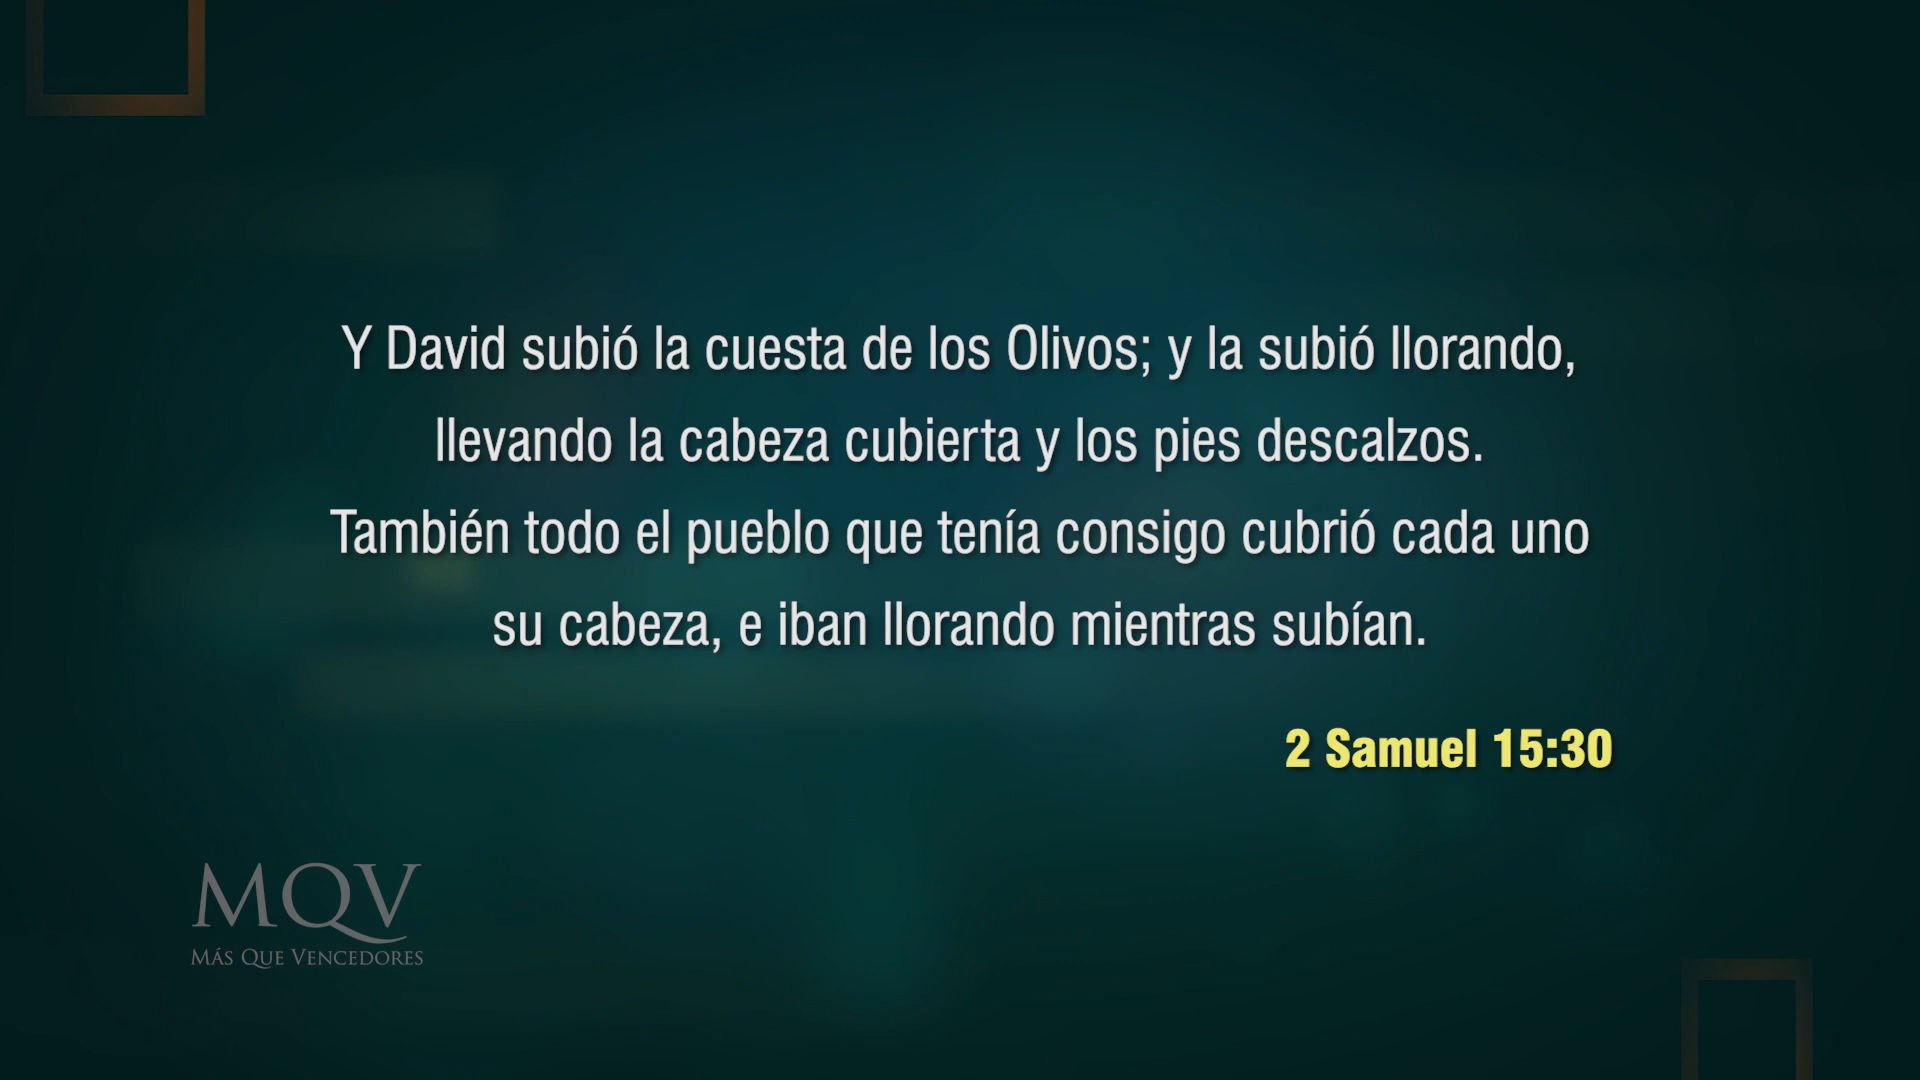 Y David subió la cuesta de los Olivos; y la subió llorando,
llevando la cabeza cubierta y los pies descalzos.
También todo el pueblo que tenía consigo cubrió cada uno
su cabeza, e iban llorando mientras subían.
2 Samuel 15:30
MQV
MÁS QUE VENCEDORES